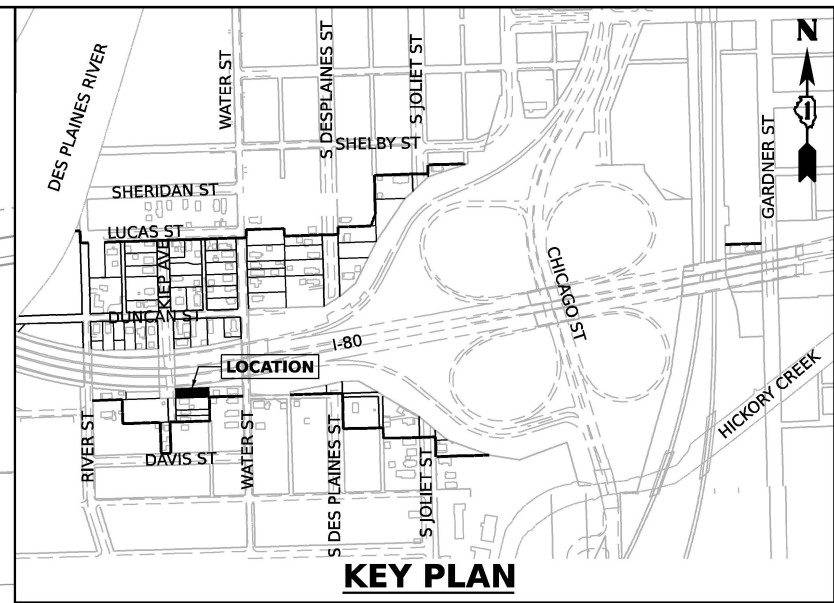 N
1
DES PLAINES RIVER
WATER ST
S DESPLAINES ST
S JOLIET ST
GARDNER ST
SHELBY ST
SHERIDAN ST
LUCAS ST
KIEP AVE
DUNCAN ST
CHICAGO ST
I-80
LOCATION
HICKORY CREEK
RIVER ST
WATER ST
DAVIS ST
S DES PLAINES ST
S JOLIET ST
KEY PLAN